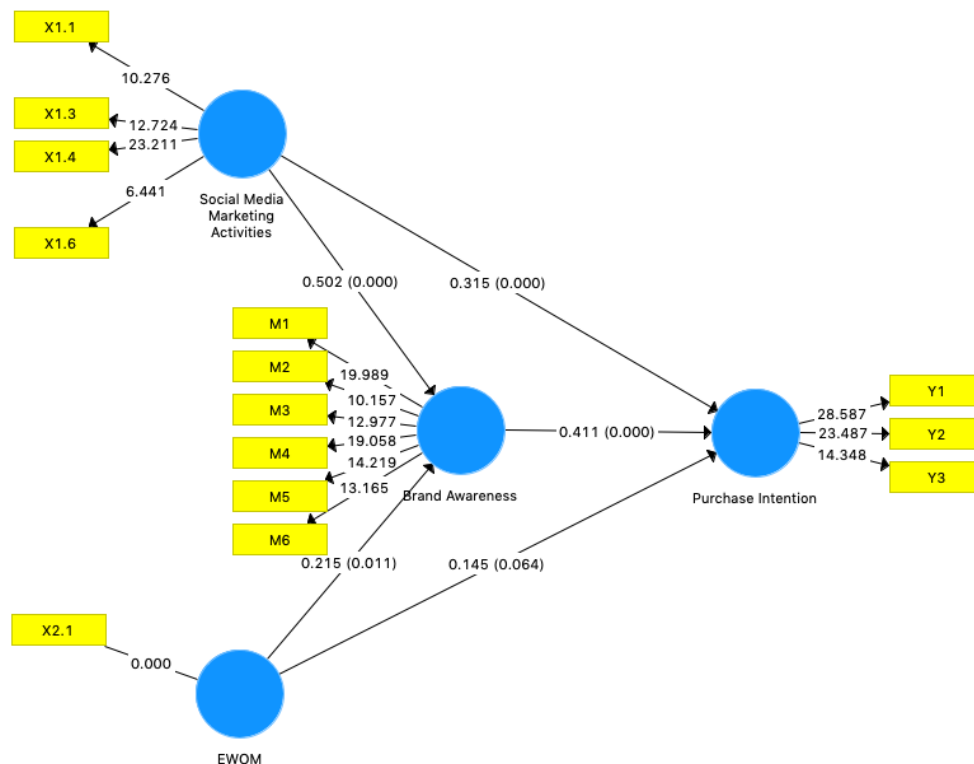 X1.1
10.276
X1.3
12.724
X1.4
23.211
6.441
X1.6
Social Media
Marketing
Activities
0.502 (0.000)
0.315 (0.000)
M1
19.989
M2
10.157
M3
12.977
M4
19.058
M5
14.219
M6
13.165
Brand Awareness
0.411 (0.000)
Y1
28.587
Y2
23.487
Y3
14.348
Purchase Intention
0.215 (0.011)
0.145 (0.064)
X2.1
0.000
EWOM